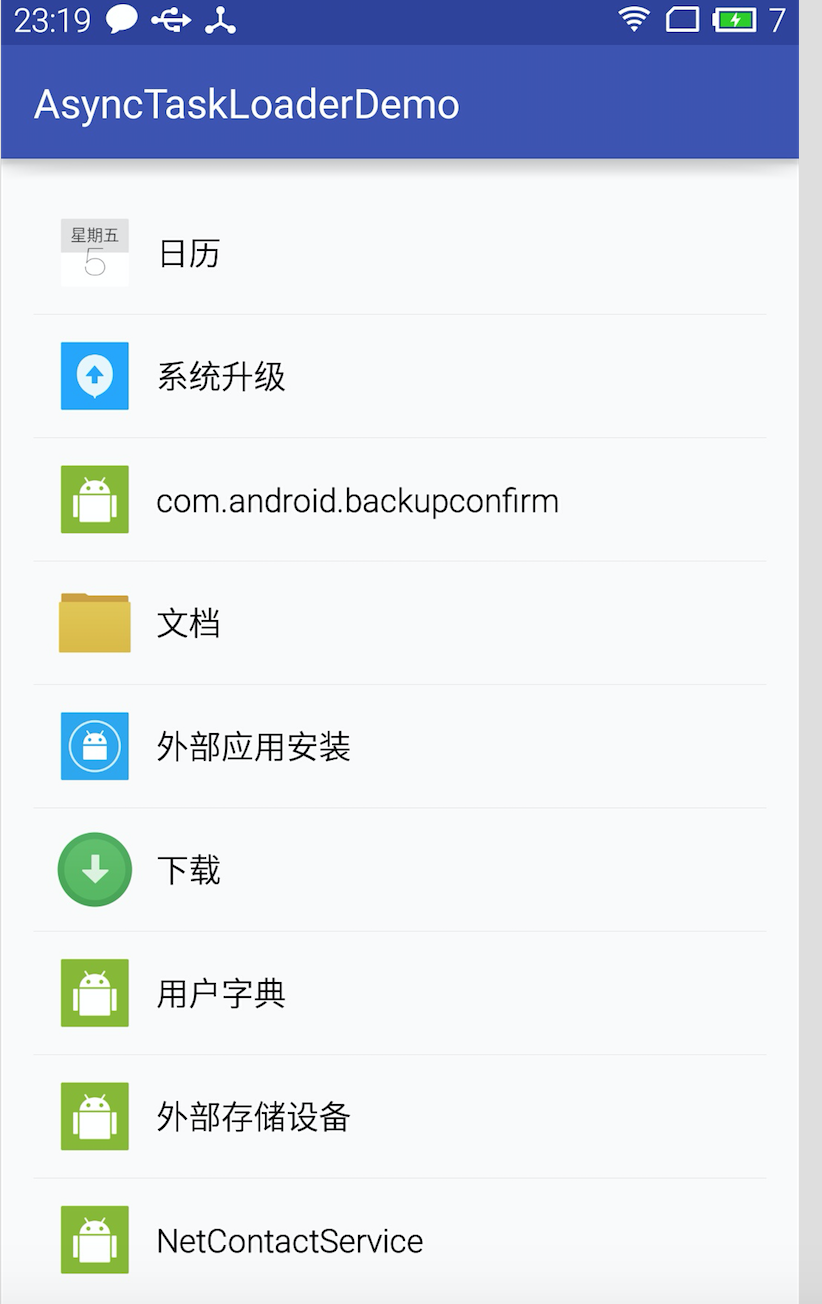 23:19 7
AsyncTaskLoaderDemo
星期五
5
日历
系统升级
com.android.backupconfirm
文档
外部应用安装
下载
用户字典
外部存储设备
NetContactService